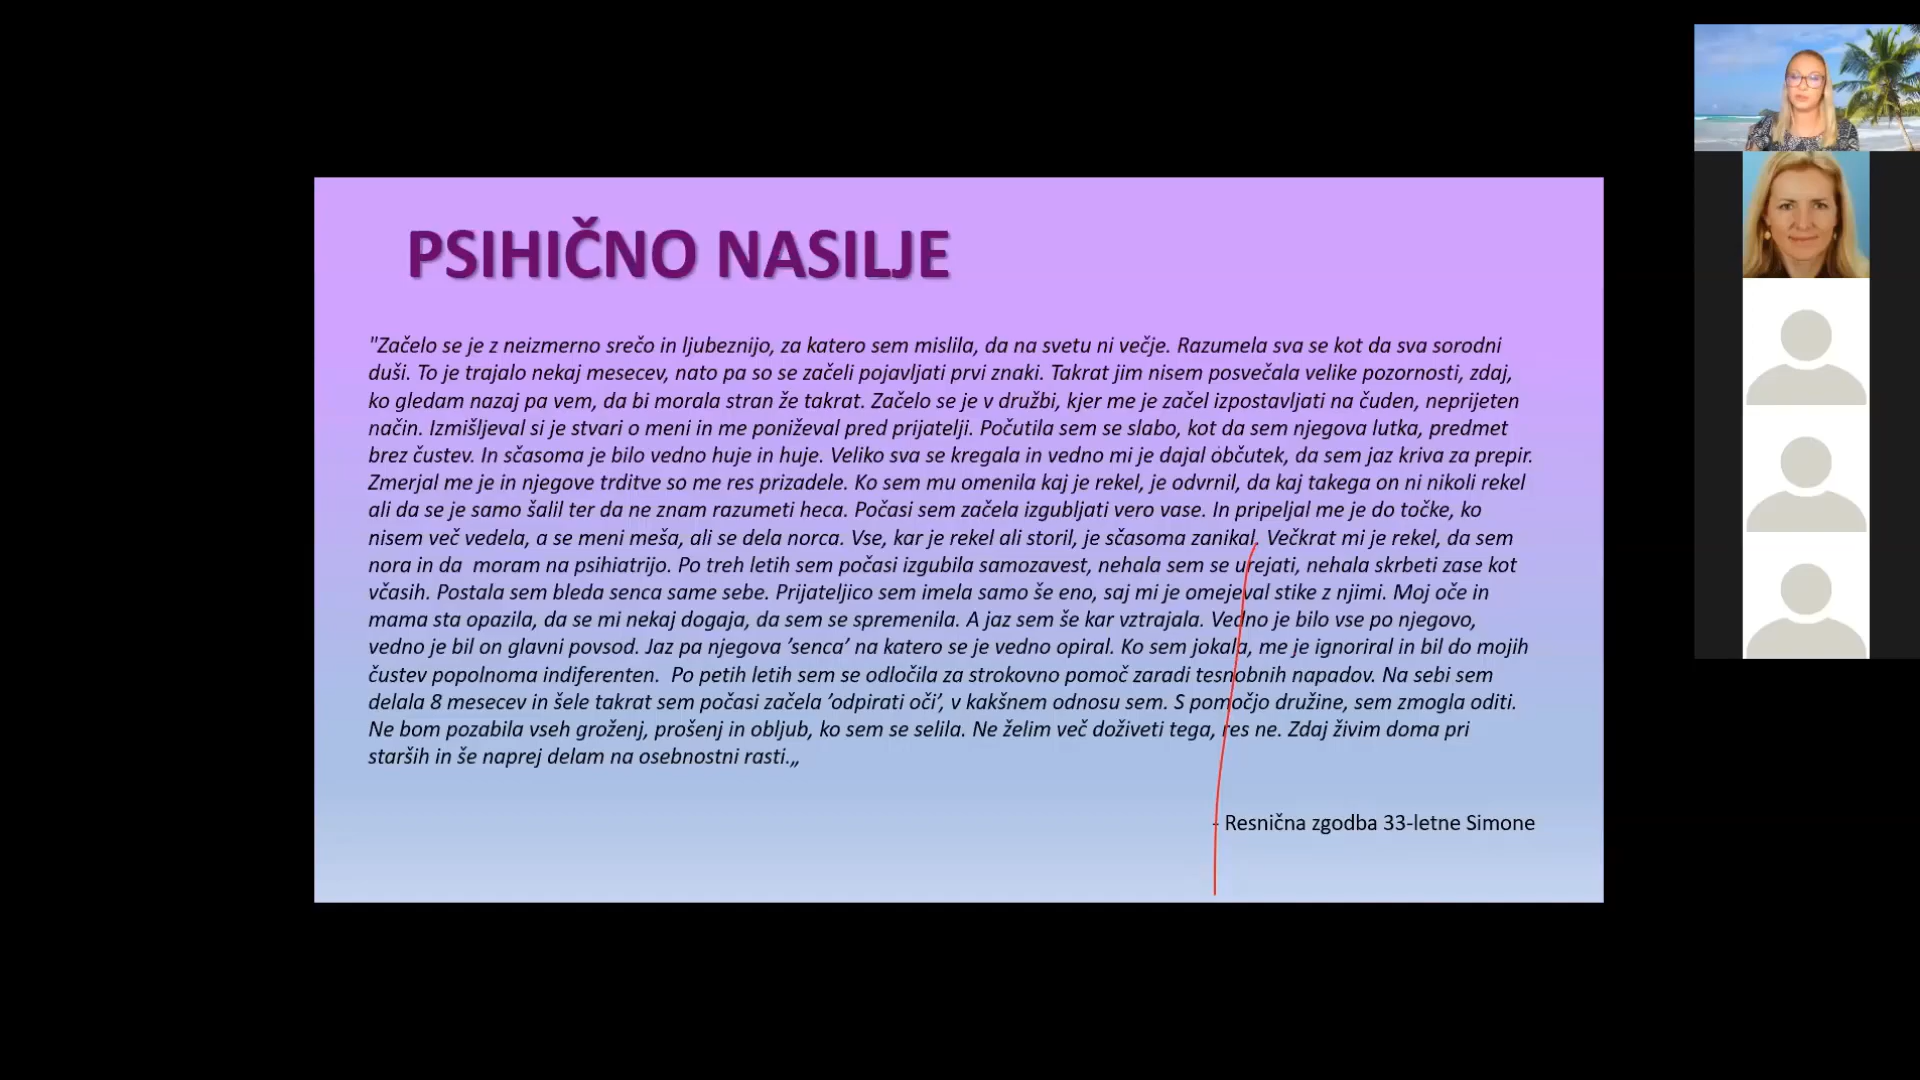 PSIHIČNO NASILJE
"Začelo se je z neizmerno srečo in ljubeznijo, za katero sem mislila, da na svetu ni večje. Razumela sva se kot da sva sorodni
duši. To je trajalo nekaj mesecev, nato pa so se začeli pojavljati prvi znaki. Takrat jim nisem posvečala velike pozornosti, zdaj,
ko gledam nazaj pa vem, da bi morala stran že takrat. Začelo se je v družbi, kjer me je začel izpostavljati na čuden, neprijeten
način. Izmišljeval si je stvari o meni in me poniževal pred prijatelji. Počutila sem se slabo, kot da sem njegova lutka, predmet
brez čustev. In sčasoma je bilo vedno huje in huje. Veliko sva se kregala in vedno mi je dajal občutek, da sem jaz kriva za prepir.
Zmerjal me je in njegove trditve so me res prizadele. Ko sem mu omenila kaj je rekel, je odvrnil, da kaj takega on ni nikoli rekel
ali da se je samo šalil ter da ne znam razumeti heca. Počasi sem začela izgubljati vero vase. In pripeljal me je do točke, ko
nisem več vedela, a se meni meša, ali se dela norca. Vse, kar je rekel ali storil, je sčasoma zanikal. Večkrat mi je rekel, da sem
nora in da  moram na psihiatrijo. Po treh letih sem počasi izgubila samozavest, nehala sem se urejati, nehala skrbeti zase kot
včasih. Postala sem bleda senca same sebe. Prijateljico sem imela samo še eno, saj mi je omejeval stike z njimi. Moj oče in
mama sta opazila, da se mi nekaj dogaja, da sem se spremenila. A jaz sem še kar vztrajala. Vedno je bilo vse po njegovo,
vedno je bil on glavni povsod. Jaz pa njegova ’senca’ na katero se je vedno opiral. Ko sem jokala, me je ignoriral in bil do mojih
čustev popolnoma indiferenten.  Po petih letih sem se odločila za strokovno pomoč zaradi tesnobnih napadov. Na sebi sem
delala 8 mesecev in šele takrat sem počasi začela ’odpirati oči’, v kakšnem odnosu sem. S pomočjo družine, sem zmogla oditi.
Ne bom pozabila vseh groženj, prošenj in obljub, ko sem se selila. Ne želim več doživeti tega, res ne. Zdaj živim doma pri
starših in še naprej delam na osebnostni rasti.„
- Resnična zgodba 33-letne Simone